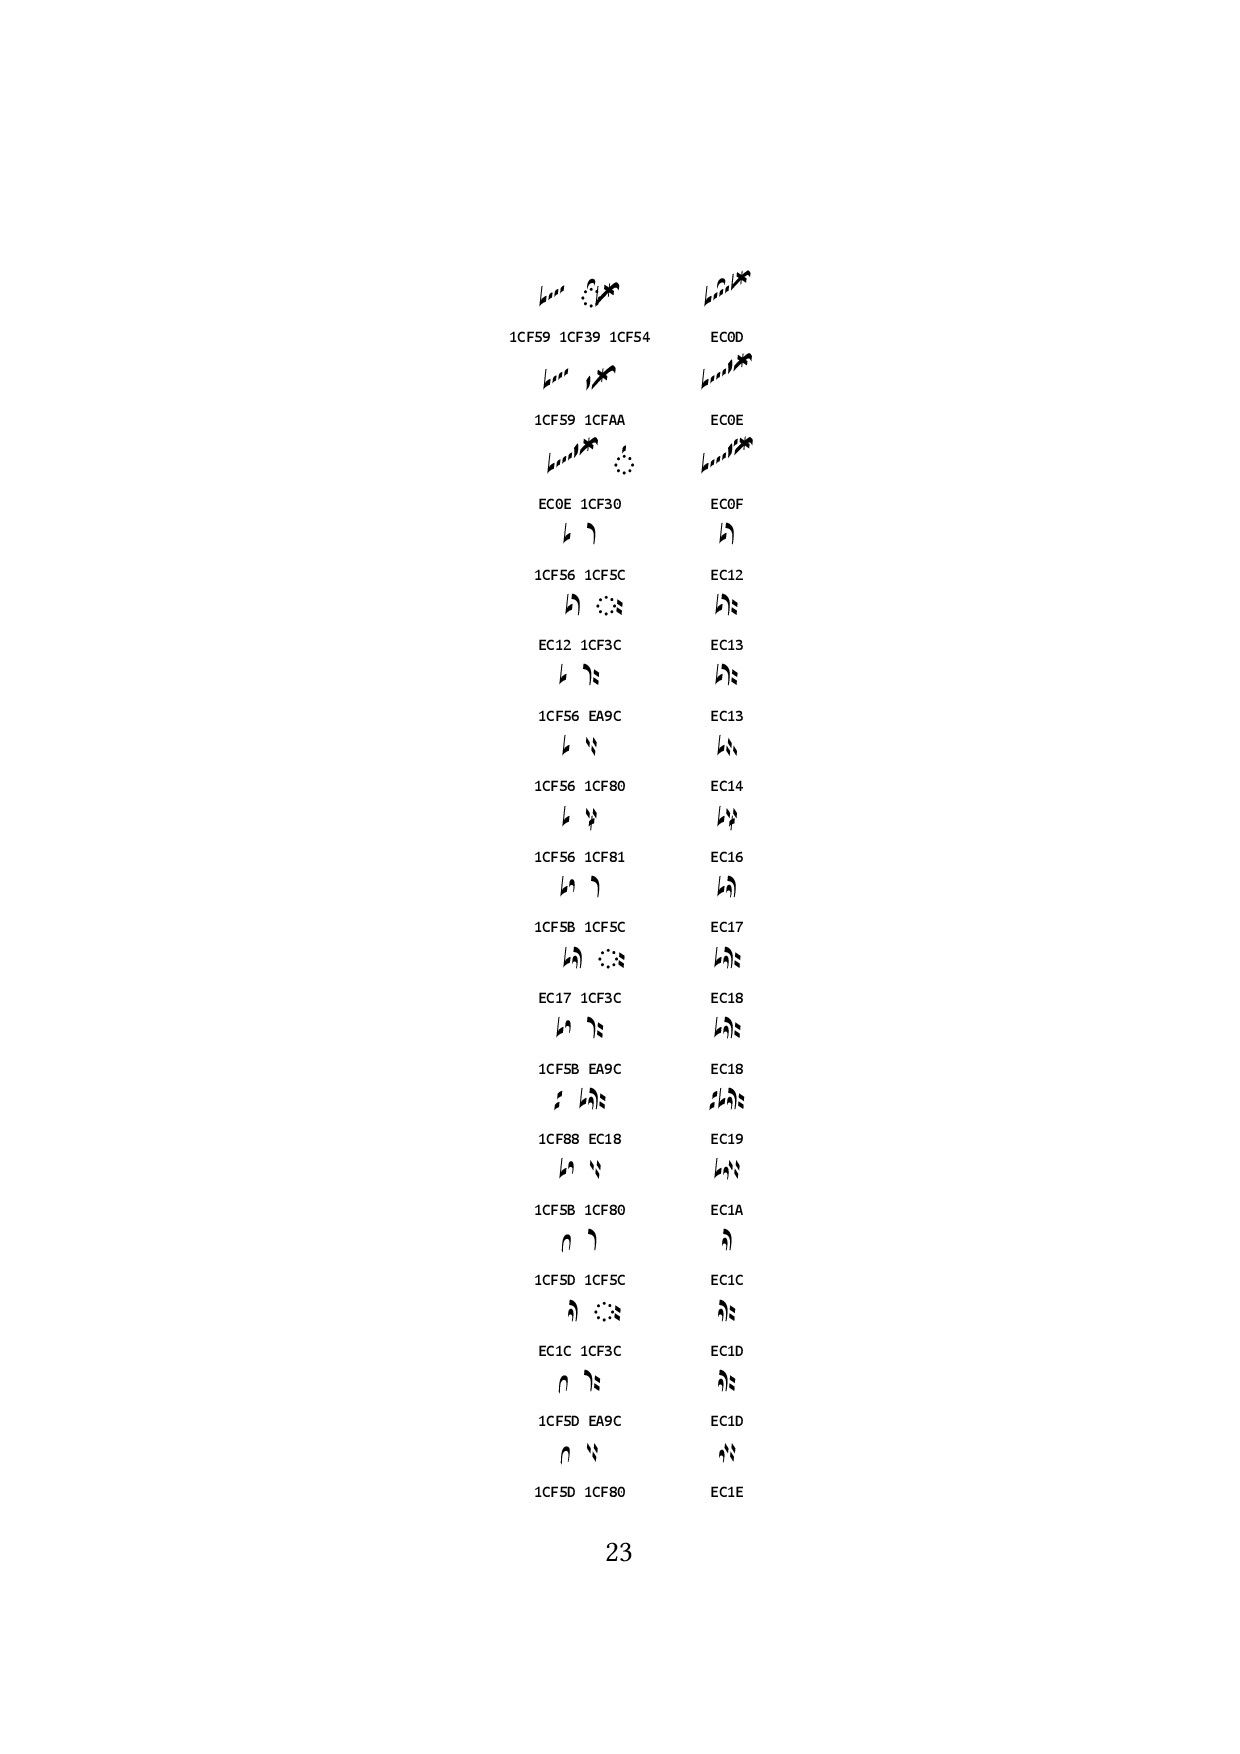 1CF59 1CF39 1CF54 EC0D
1CF59 1CFAA EC0E
EC0E 1CF30 EC0F
1CF56 1CF5C EC12
EC12 1CF3C EC13
1CF56 EA9C EC13
1CF56 1CF80 EC14
1CF56 1CF81 EC16
1CF5B 1CF5C EC17
EC17 1CF3C EC18
1CF5B EA9C EC18
1CF88 EC18 EC19
1CF5B 1CF80 EC1A
1CF5D 1CF5C EC1C
EC1C 1CF3C EC1D
1CF5D EA9C EC1D
1CF5D 1CF80 EC1E
23